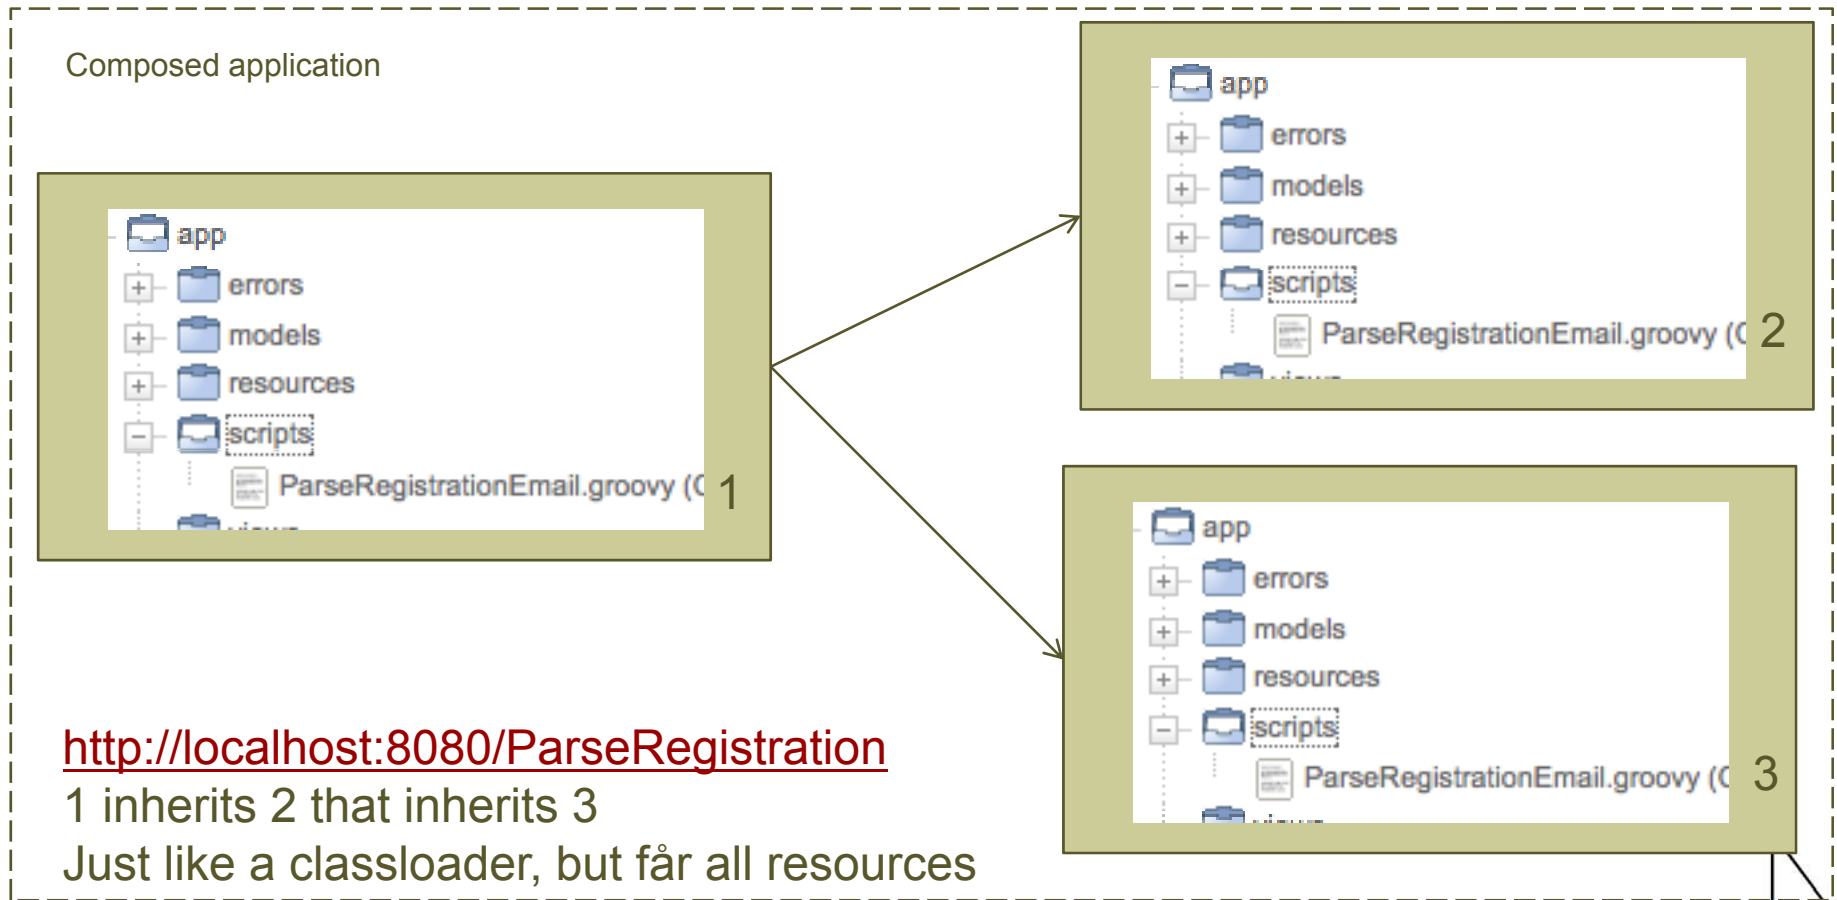 Composed application
app
errors
models
resources
scripts
ParseRegistrationEmail.groovy (
1
app
errors
models
resources
scripts
ParseRegistrationEmail.groovy (
2
app
errors
models
resources
scripts
ParseRegistrationEmail.groovy (
3
http://localhost:8080/ParseRegistration
1 inherits 2 that inherits 3
Just like a classloader, but får all resources